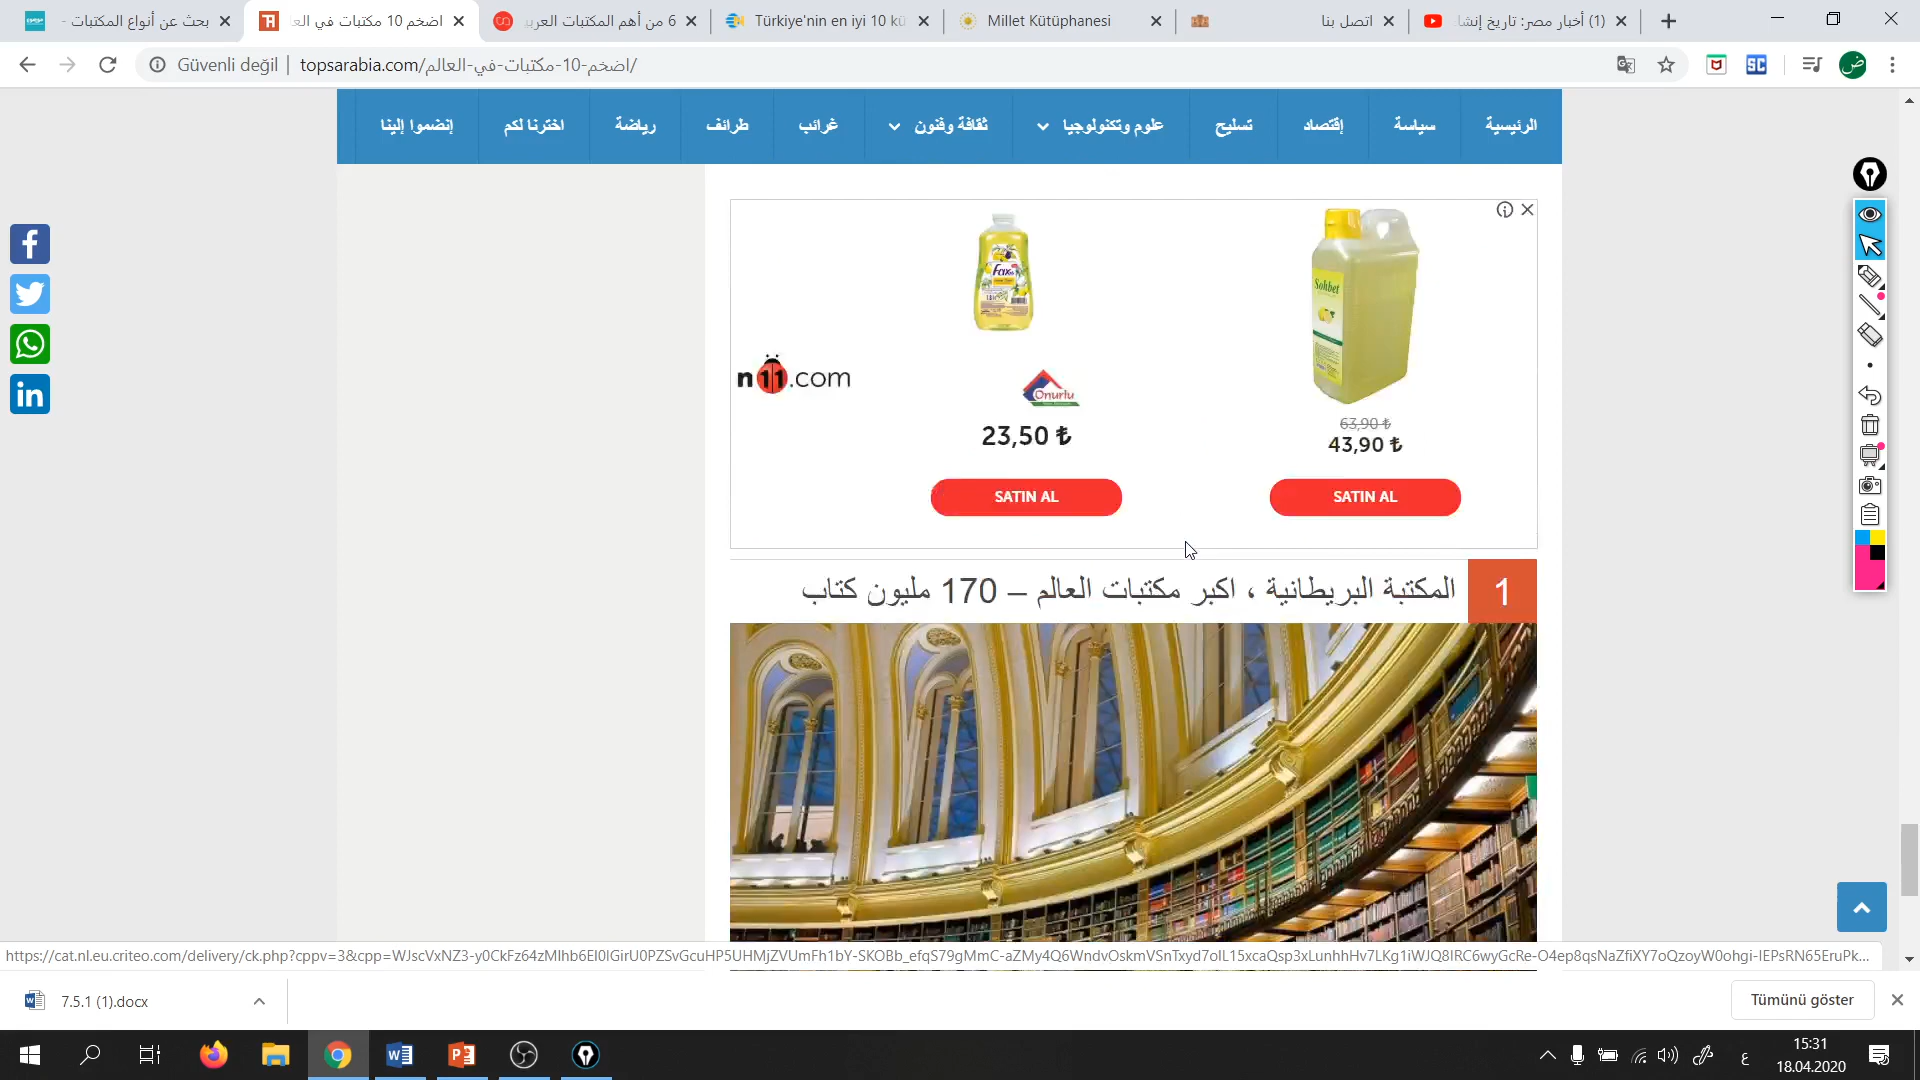 بحث عن أنواع المكتبات -
اضخم 10 مكتبات في الع
6 من أهم المكتبات العربي
Türkiye'nin en iyi 10 kü
Millet Kütüphanesi
اتصل بنا
(1) أخبار مصر: تاريخ إنشا
Güvenli değil | topsarabia.com/اضخم-10-مكتبات-في-العالم/
SC
ض
الرئيسية
سياسة
إقتصاد
تسليح
علوم وتكنولوجيا
ثقافة وفنون
غرائب
طرائف
رياضة
اخترنا لكم
إنضموا إلينا
Fax
Sohbet
n11.com
Onurlu
23,50 ₺
63,90 ₺
43,90 ₺
SATIN AL
SATIN AL
1
المكتبة البريطانية ، اكبر مكتبات العالم – 170 مليون كتاب
7.5.1 (1).docx
Tümünü göster
ع
15:31
18.04.2020